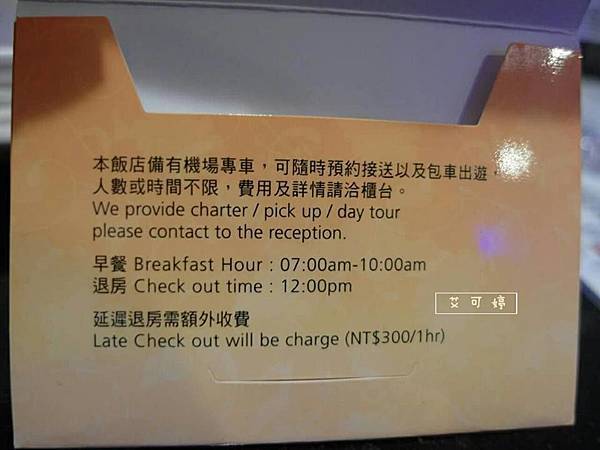 本飯店備有機場專車，可隨時預約接送以及包車出遊，
人數或時間不限，費用及詳情請洽櫃台。
We provide charter / pick up / day tour
please contact to the reception.
早餐 Breakfast Hour : 07:00am-10:00am
退房 Check out time : 12:00pm
艾可婷
延遲退房需額外收費
Late Check out will be charge (NT$300/1hr)